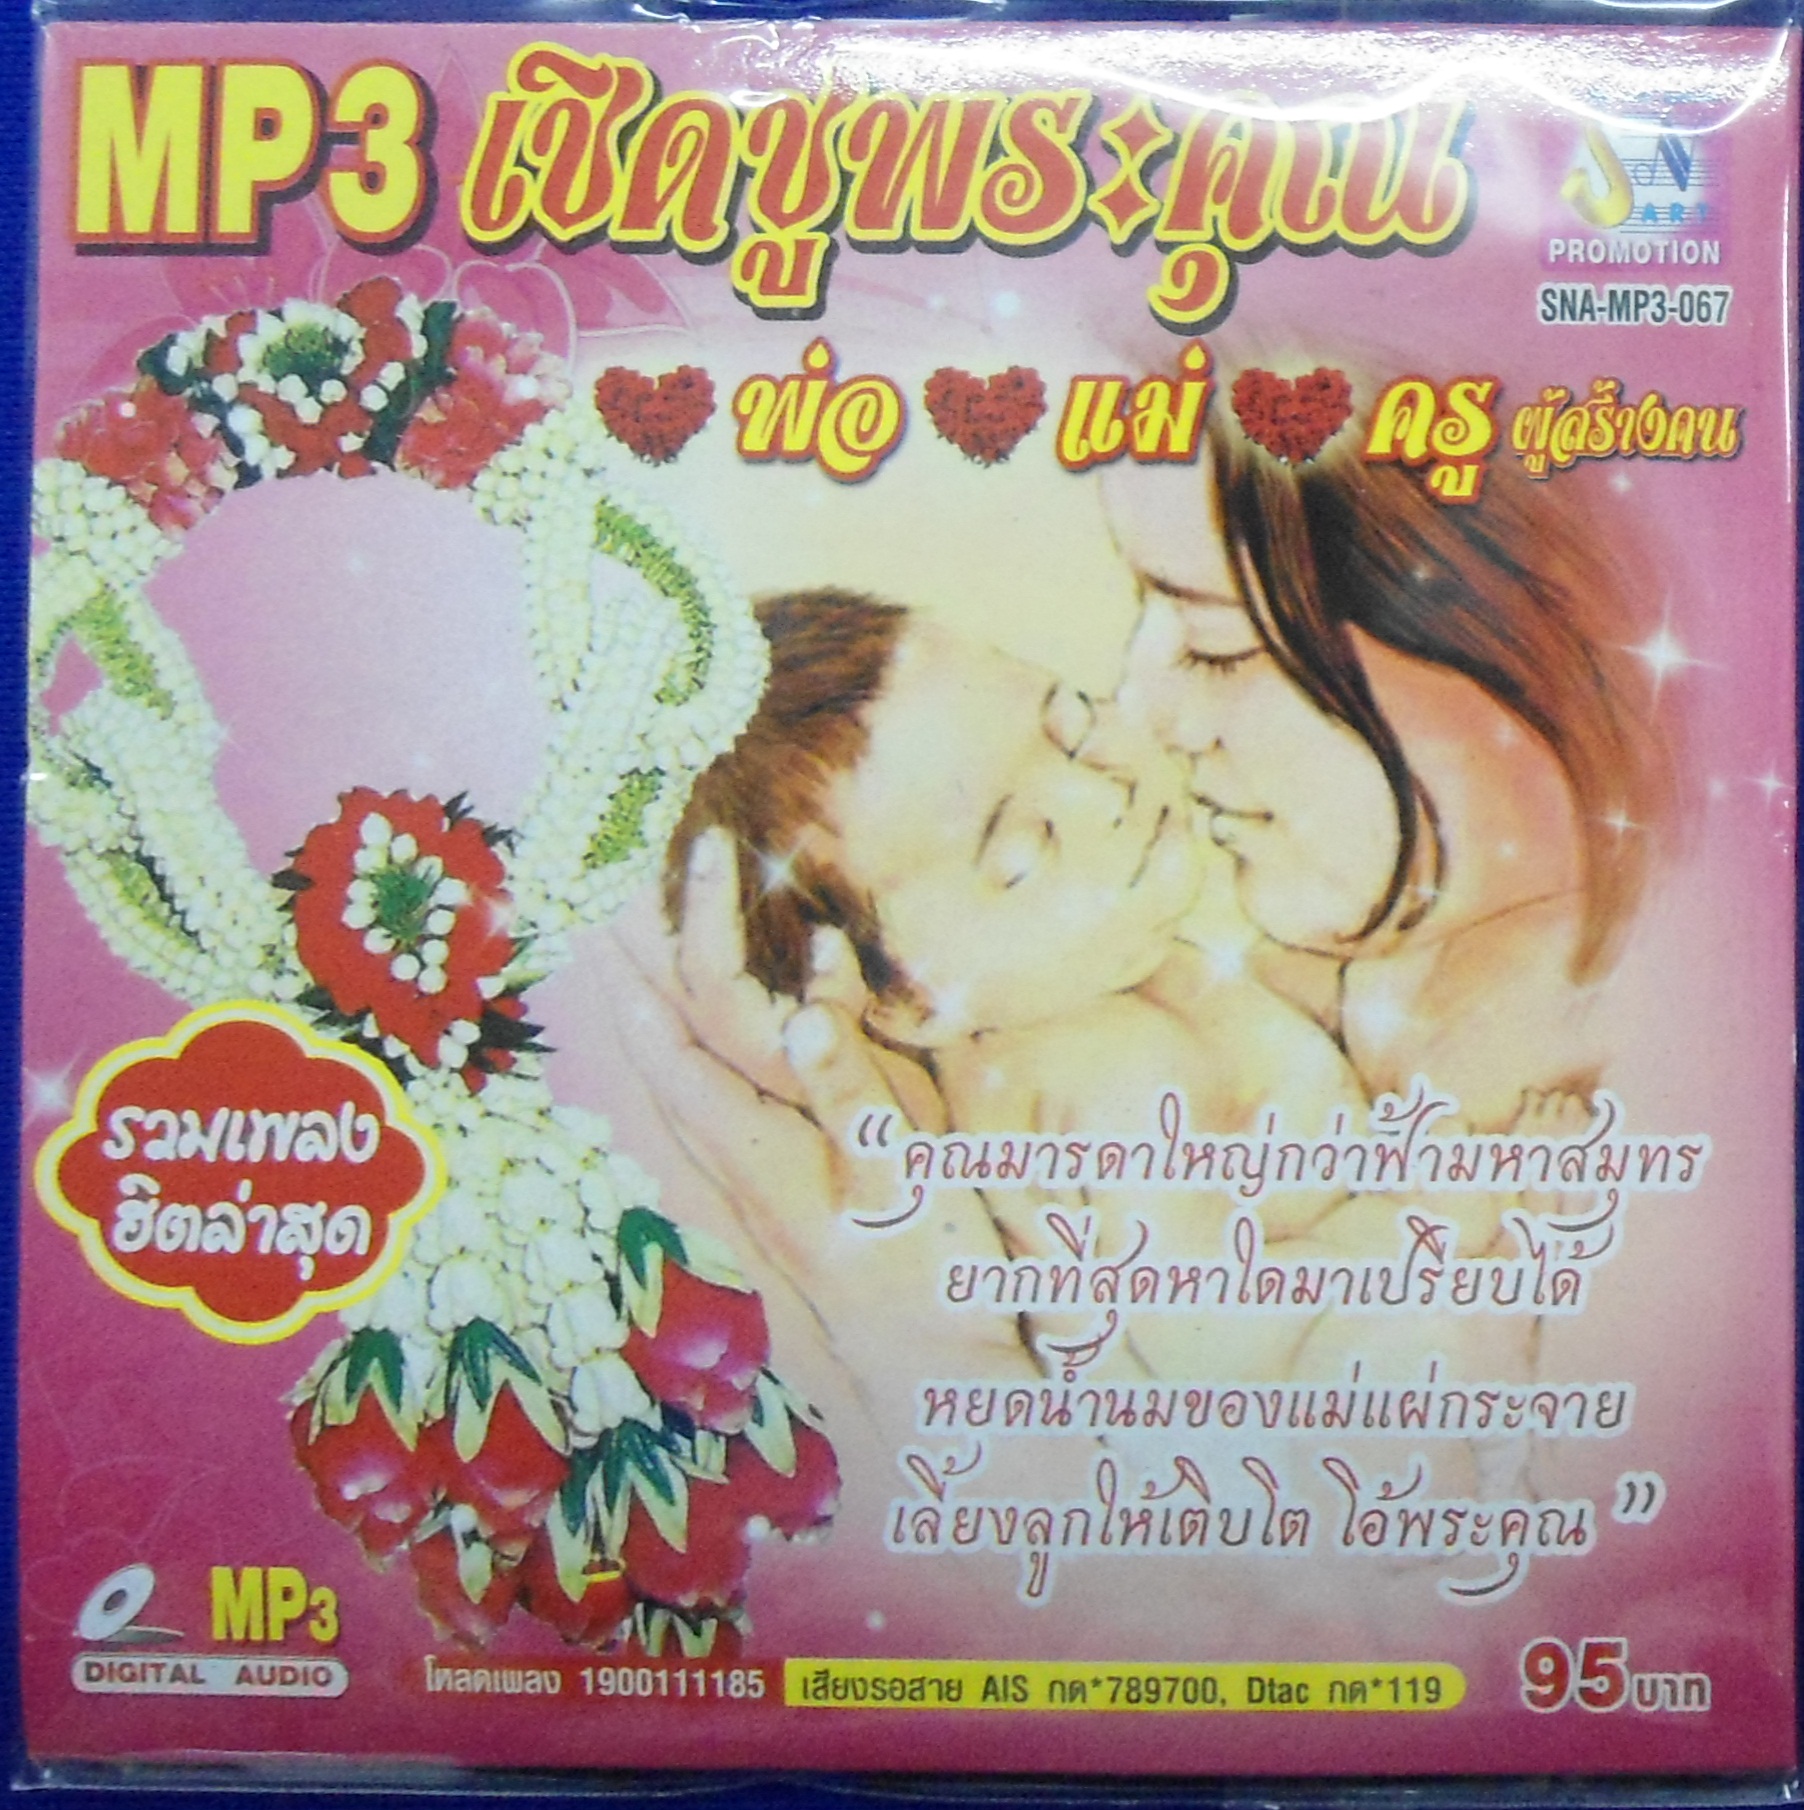 MP3 เชิดชูพระคุณ
ART
PROMOTION
SNA-MP3-067
พ่อ แม่ ครู ผู้สร้างคน
รวมเพลง
ฮิตล่าสุด
“คุณมารดาใหญ่กว่าฟ้ามหาสมุทร
ยากที่สุดหาใดมาเปรียบได้
หยดน้ำนมของแม่แผ่กระจาย
เลี้ยงลูกให้เติบโต โอ้พระคุณ”
MP3
DIGITAL AUDIO
โหลดเพลง 1900111185 เสียงรอสาย AIS กด*789700, Dtac กด*119
95บาท